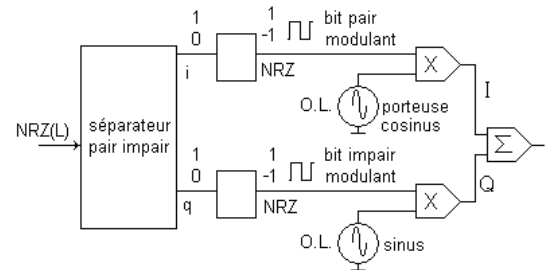 1
0
i
1
-1
NRZ
bit pair
modulant
X
I
O.L.
porteuse
cosinus
NRZ(L)
séparateur
pair impair
Σ
1
0
q
1
-1
NRZ
bit impair
modulant
X
Q
O.L.
sinus